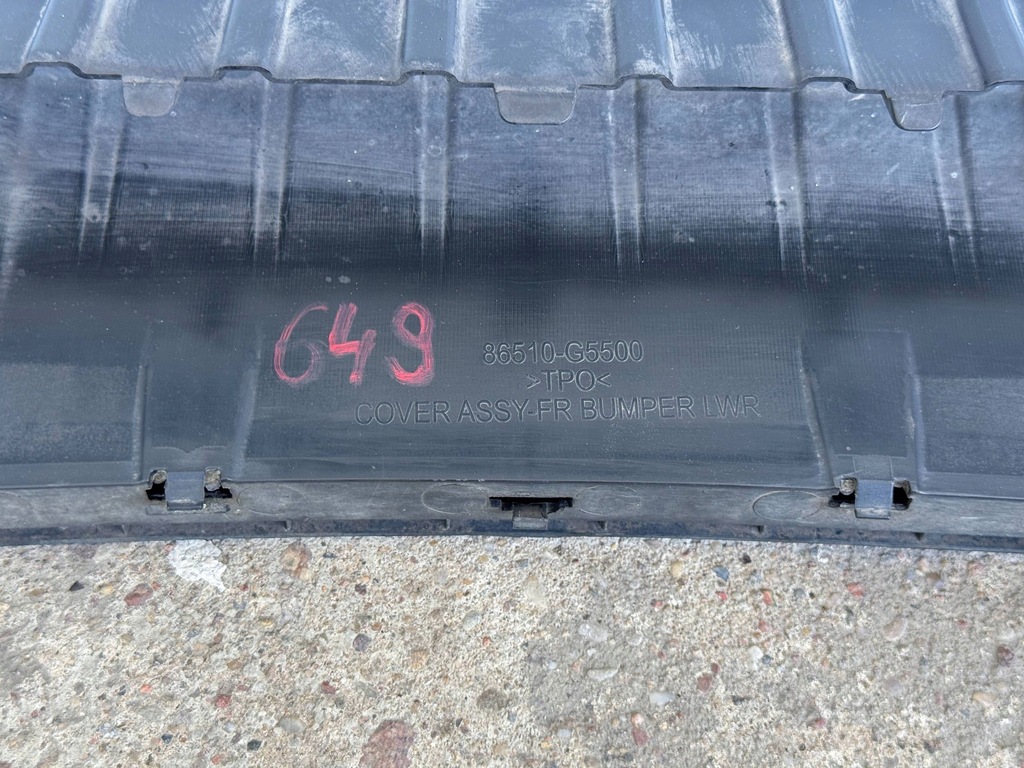 649
86510-G5500
>TPO<
COVER ASSY-FR BUMPER LWR